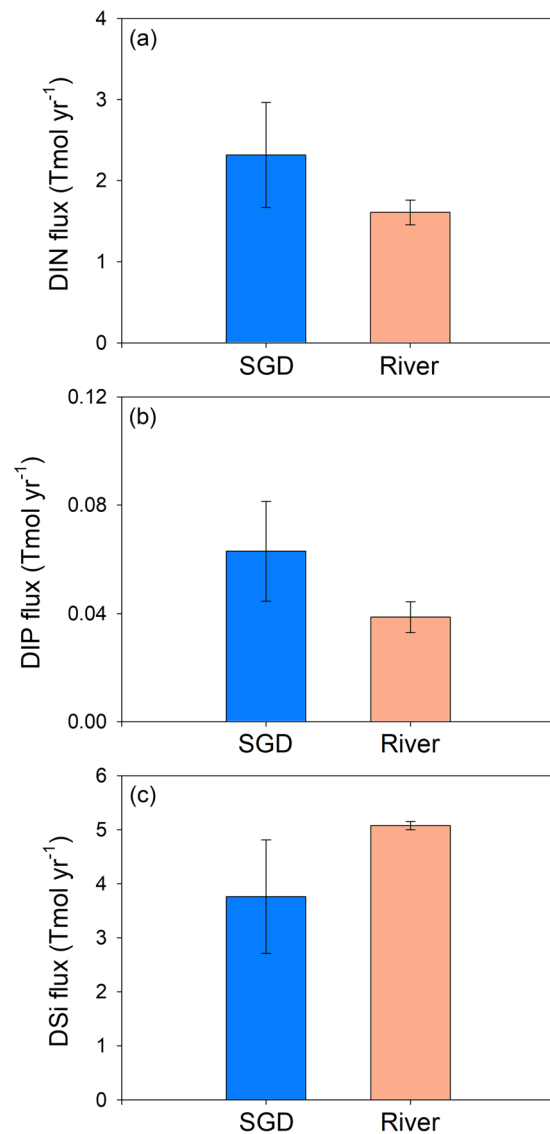 (a)
DIN flux (Tmol yr⁻¹)
4
3
2
1
0
SGD River
(b)
DIP flux (Tmol yr⁻¹)
0.12
0.08
0.04
0.00
SGD River
(c)
DSi flux (Tmol yr⁻¹)
6
5
4
3
2
1
0
SGD River